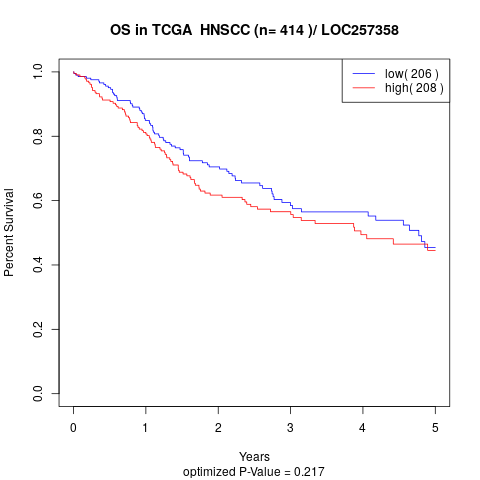 OS in TCGA  HNSCC (n= 414 )/ LOC257358
low( 206 )
high( 208 )
Percent Survival
1.0
0.8
0.6
0.4
0.2
0.0
0 1 2 3 4 5
Years
optimized P-Value = 0.217